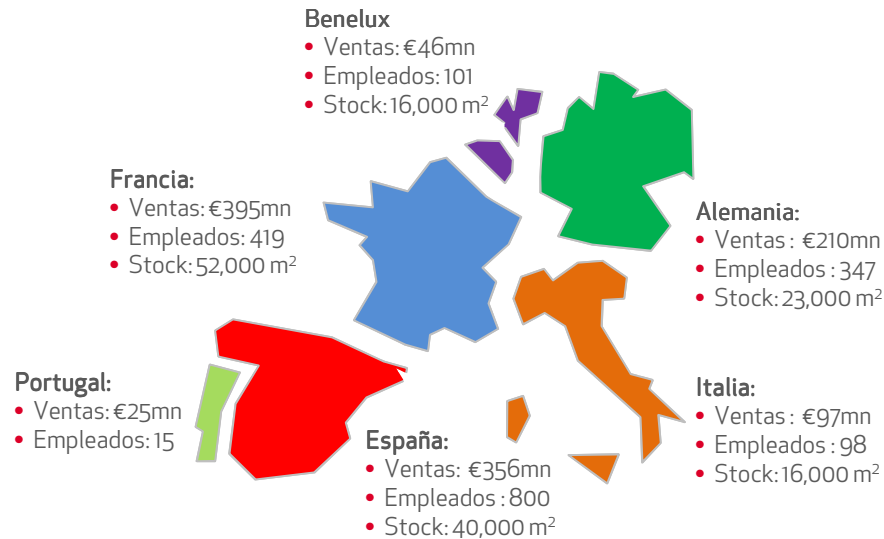 Benelux
• Ventas: €46mn
• Empleados: 101
• Stock: 16,000 m²
Francia:
• Ventas: €395mn
• Empleados: 419
• Stock: 52,000 m²
Alemania:
• Ventas : €210mn
• Empleados : 347
• Stock: 23,000 m²
Portugal:
• Ventas: €25mn
• Empleados: 15
España:
• Ventas: €356mn
• Empleados : 800
• Stock: 40,000 m²
Italia:
• Ventas : €97mn
• Empleados : 98
• Stock: 16,000 m²